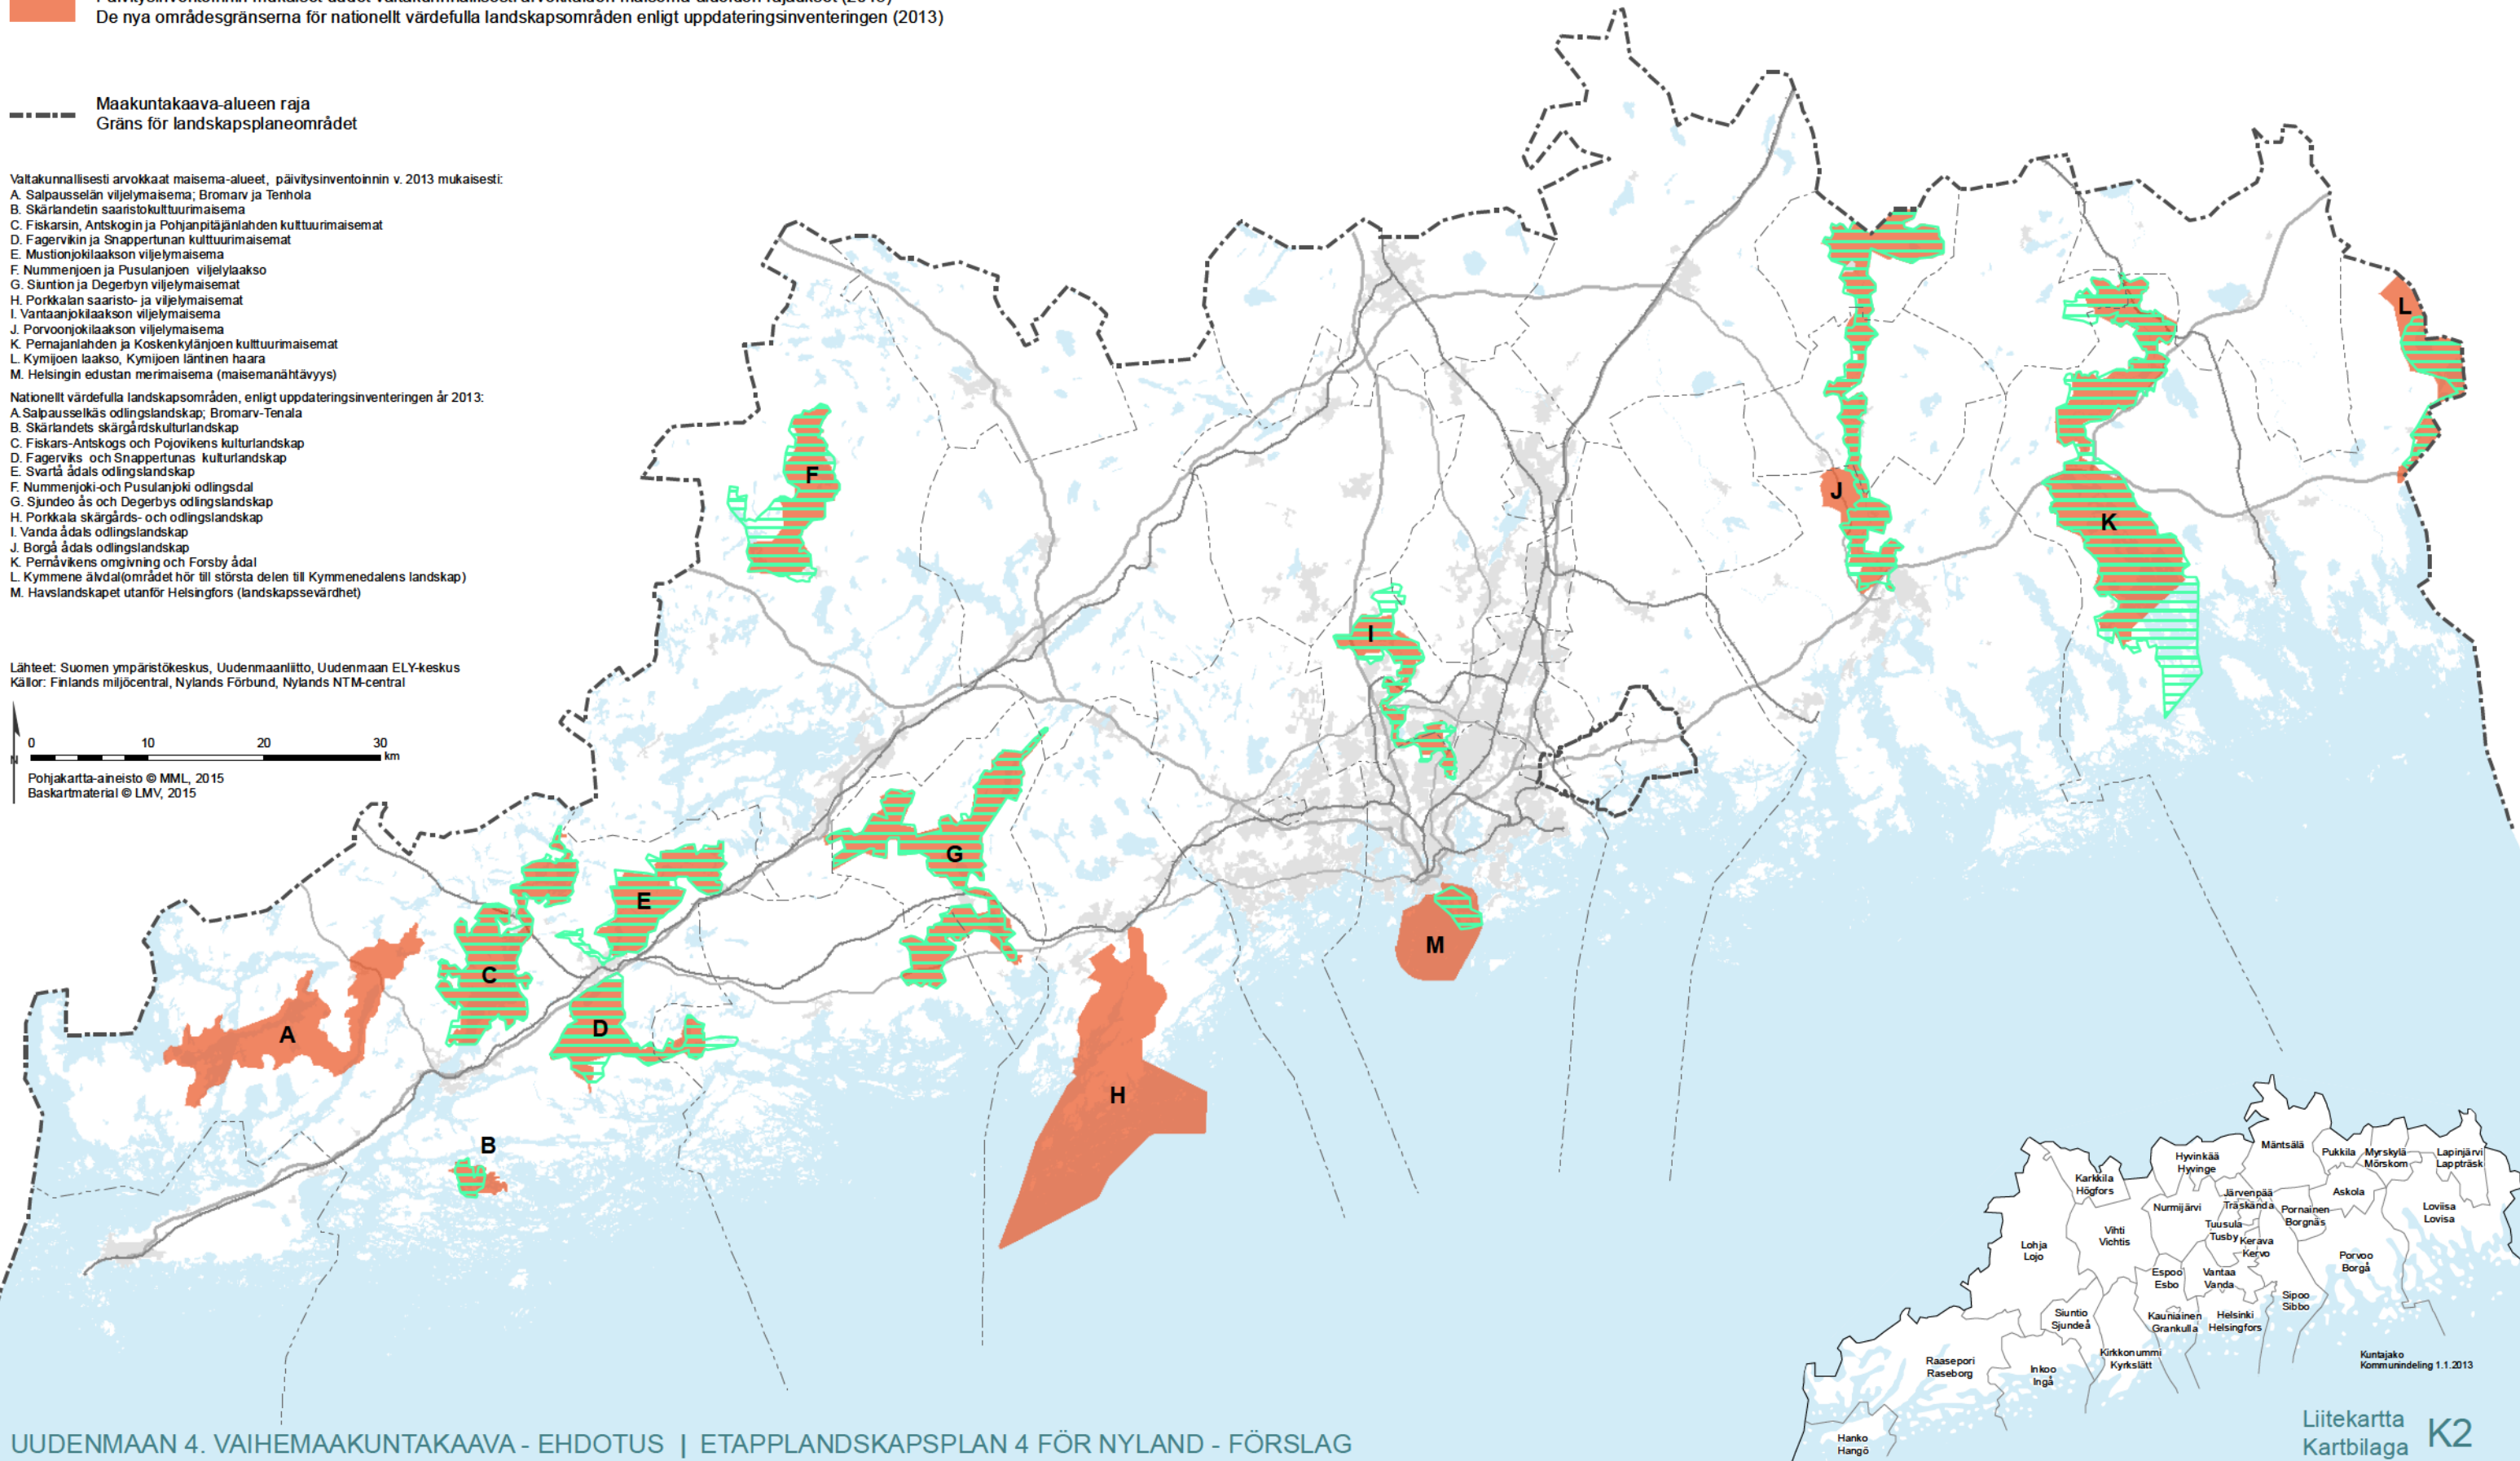 De nya områdesgränserna för nationellt värdefulla landskapsområden enligt uppdateringsinventeringen (2013)
Maakuntakaava-alueen raja
Gräns för landskapsplaneområdet
Valtakunnallisesti arvokkaat maisema-alueet, päivitysinventoinnin v. 2013 mukaisesti:
A. Salpausselän viljelymaisema; Bromarv ja Tenhola
B. Skärlandetin saaristokulttuurimaisema
C. Fiskarsin, Antskogin ja Pohjanpitäjänlahden kulttuurimaisemat
D. Fagervikin ja Snappertunan kulttuurimaisemat
E. Mustionjokilaakson viljelymaisema
F. Nummenjoen ja Pusulanjoen viljelylaakso
G. Siuntion ja Degerbyn viljelymaisemat
H. Porkkalan saaristo- ja viljelymaisemat
I. Vantaanjokilaakson viljelymaisema
J. Porvoonjokilaakson viljelymaisema
K. Pernajanlahden ja Koskenkylänjoen kulttuurimaisemat
L. Kymijoen laakso, Kymijoen läntinen haara
M. Helsingin edustan merimaisema (maisemanähtävyys)
Nationellt värdefulla landskapsområden, enligt uppdateringsinventeringen år 2013:
A.Salpausselkäs odlingslandskap; Bromarv-Tenala
B. Skärlandets skärgårdskulturlandskap
C. Fiskars-Antskogs och Pojovikens kulturlandskap
D. Fagerviks och Snappertunas kulturlandskap
E. Svartå ådals odlingslandskap
F. Nummenjoki-och Pusulanjoki odlingsdal
G. Sjundeo ås och Degerbys odlingslandskap
H. Porkkala skärgårds- och odlingslandskap
I. Vanda ådals odlingslandskap
J. Borgå ådals odlingslandskap
K. Pernåvikens omgivning och Forsby ådal
L. Kymmene älvdal(området hör till största delen till Kymmenedalens landskap)
M. Havslandskapet utanför Helsingfors (landskapssevärdhet)
Lähteet: Suomen ympäristökeskus, Uudenmaanliitto, Uudenmaan ELY-keskus
Källor: Finlands miljöcentral, Nylands Förbund, Nylands NTM-central
N
0 10 20 30
km
Pohjakartta-aineisto © MML, 2015
Baskartmaterial © LMV, 2015
L
F
J
K
I
G
E
M
C
A
D
H
B
Mäntsälä
Pukkila
Myrskylä
Mörskom
Lapinjärvi
Lappträsk
Hyvinkää
Hyvinge
Karkkila
Högfors
Järvenpää
Träskända
Askola
Nurmijärvi
Pornainen
Borgnäs
Loviisa
Lovisa
Tuusula
Tusby
Vihti
Vichtis
Kerava
Kervo
Lohja
Lojo
Porvoo
Borgå
Espoo
Esbo
Vantaa
Vanda
Sipoo
Sibbo
Siuntio
Sjundeå
Kauniainen
Grankulla
Helsinki
Helsingfors
Kirkkonummi
Kyrkslätt
Raasepori
Raseborg
Inkoo
Ingå
Hanko
Hangö
Kuntajako
Kommunindeling 1.1.2013
UUDENMAAN 4. VAIHEMAAKUNTAKAAVA - EHDOTUS | ETAPPLANDSKAPSPLAN 4 FÖR NYLAND - FÖRSLAG
Liitekartta
Kartbilaga
K2